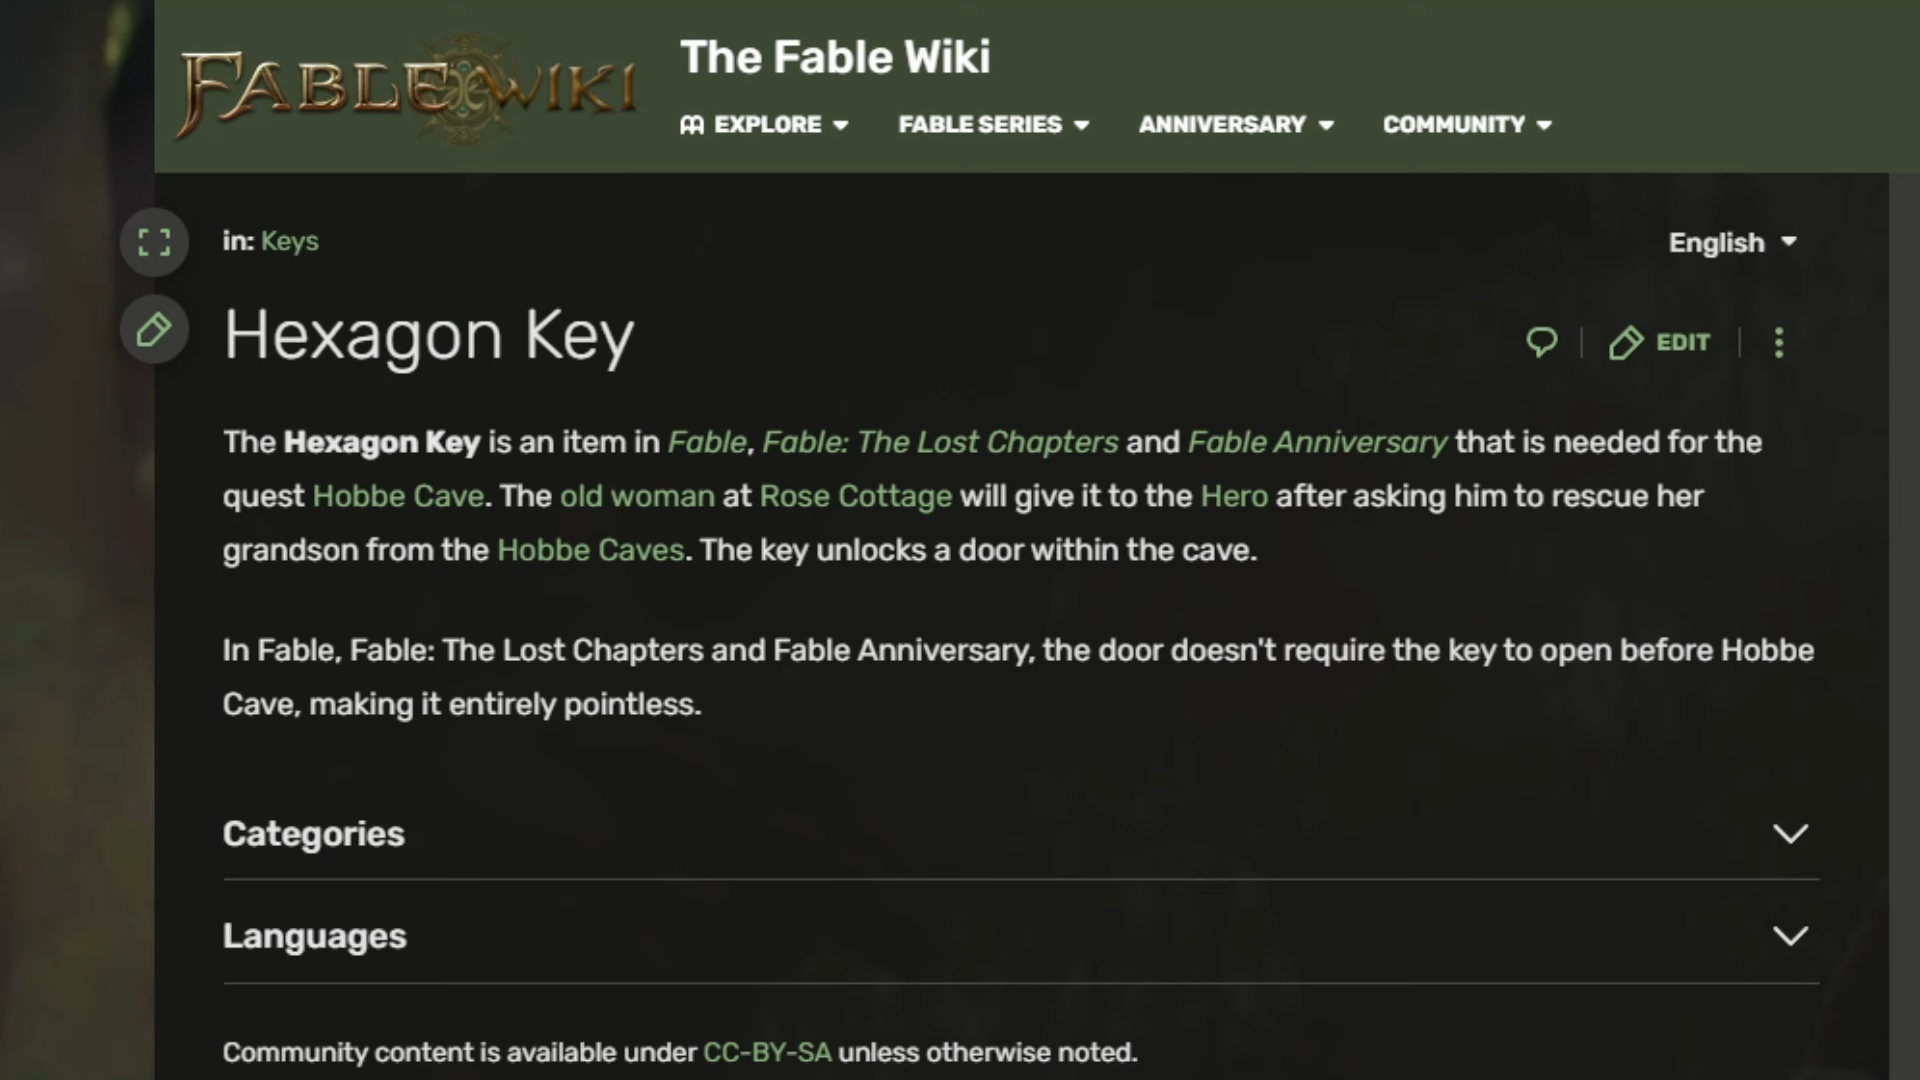 FABLE WIKI
The Fable Wiki
EXPLORE FABLE SERIES ANNIVERSARY COMMUNITY
in: Keys
English
Hexagon Key
EDIT
The Hexagon Key is an item in Fable, Fable: The Lost Chapters and Fable Anniversary that is needed for the
quest Hobbe Cave. The old woman at Rose Cottage will give it to the Hero after asking him to rescue her
grandson from the Hobbe Caves. The key unlocks a door within the cave.
In Fable, Fable: The Lost Chapters and Fable Anniversary, the door doesn't require the key to open before Hobbe
Cave, making it entirely pointless.
Categories
Languages
Community content is available under CC-BY-SA unless otherwise noted.